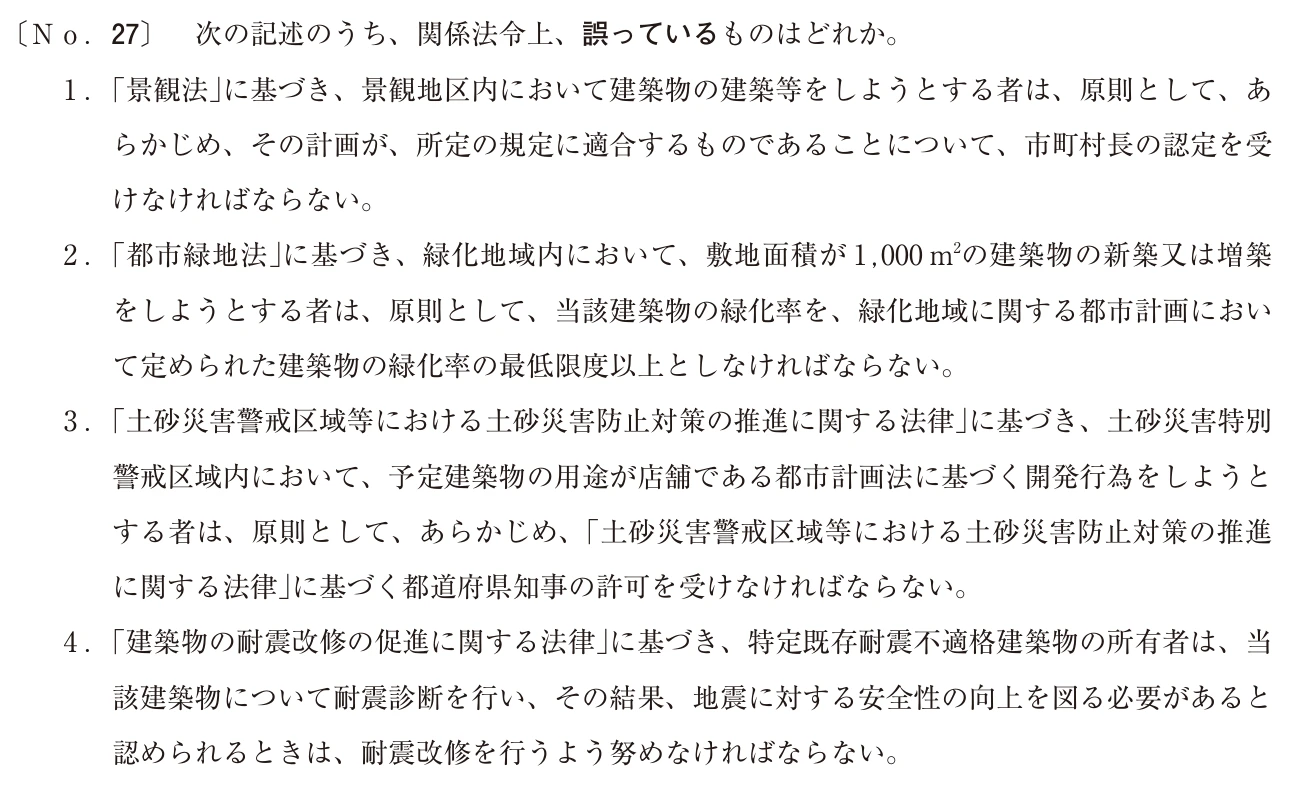 〔Ｎｏ．27〕　次の記述のうち、関係法令上、誤っているものはどれか。
1．「景観法」に基づき、景観地区内において建築物の建築等をしようとする者は、原則として、あ
らかじめ、その計画が、所定の規定に適合するものであることについて、市町村長の認定を受
けなければならない。
2．「都市緑地法」に基づき、緑化地域内において、敷地面積が1,000 m²の建築物の新築又は増築
をしようとする者は、原則として、当該建築物の緑化率を、緑化地域に関する都市計画におい
て定められた建築物の緑化率の最低限度以上としなければならない。
3．「土砂災害警戒区域等における土砂災害防止対策の推進に関する法律」に基づき、土砂災害特別
警戒区域内において、予定建築物の用途が店舗である都市計画法に基づく開発行為をしようと
する者は、原則として、あらかじめ、「土砂災害警戒区域等における土砂災害防止対策の推進
に関する法律」に基づく都道府県知事の許可を受けなければならない。
4．「建築物の耐震改修の促進に関する法律」に基づき、特定既存耐震不適格建築物の所有者は、当
該建築物について耐震診断を行い、その結果、地震に対する安全性の向上を図る必要があると
認められるときは、耐震改修を行うよう努めなければならない。